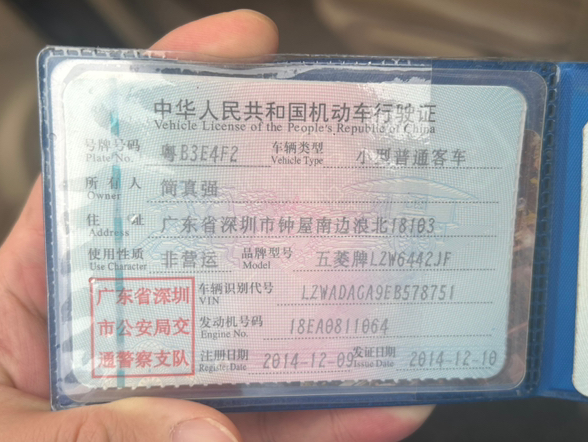 中华人民共和国机动车行驶证
Vehicle License of the People's Republic of China
号牌号码 粤B3E4F2 车辆类型 小型普通客车
Plate No. Vehicle Type
所有人 简真强
Owner
住址 广东省深圳市钟屋南边浪北18103
Address
使用性质 非营运 品牌型号 五菱牌LZW6442JF
Use Character Model
广东省深圳
市公安局交
通警察支队
车辆识别代号 LZWADAGA9EB578751
VIN
发动机号码 18EA0811064
Engine No.
注册日期 2014-12-09 发证日期 2014-12-10
Register Date Issue Date